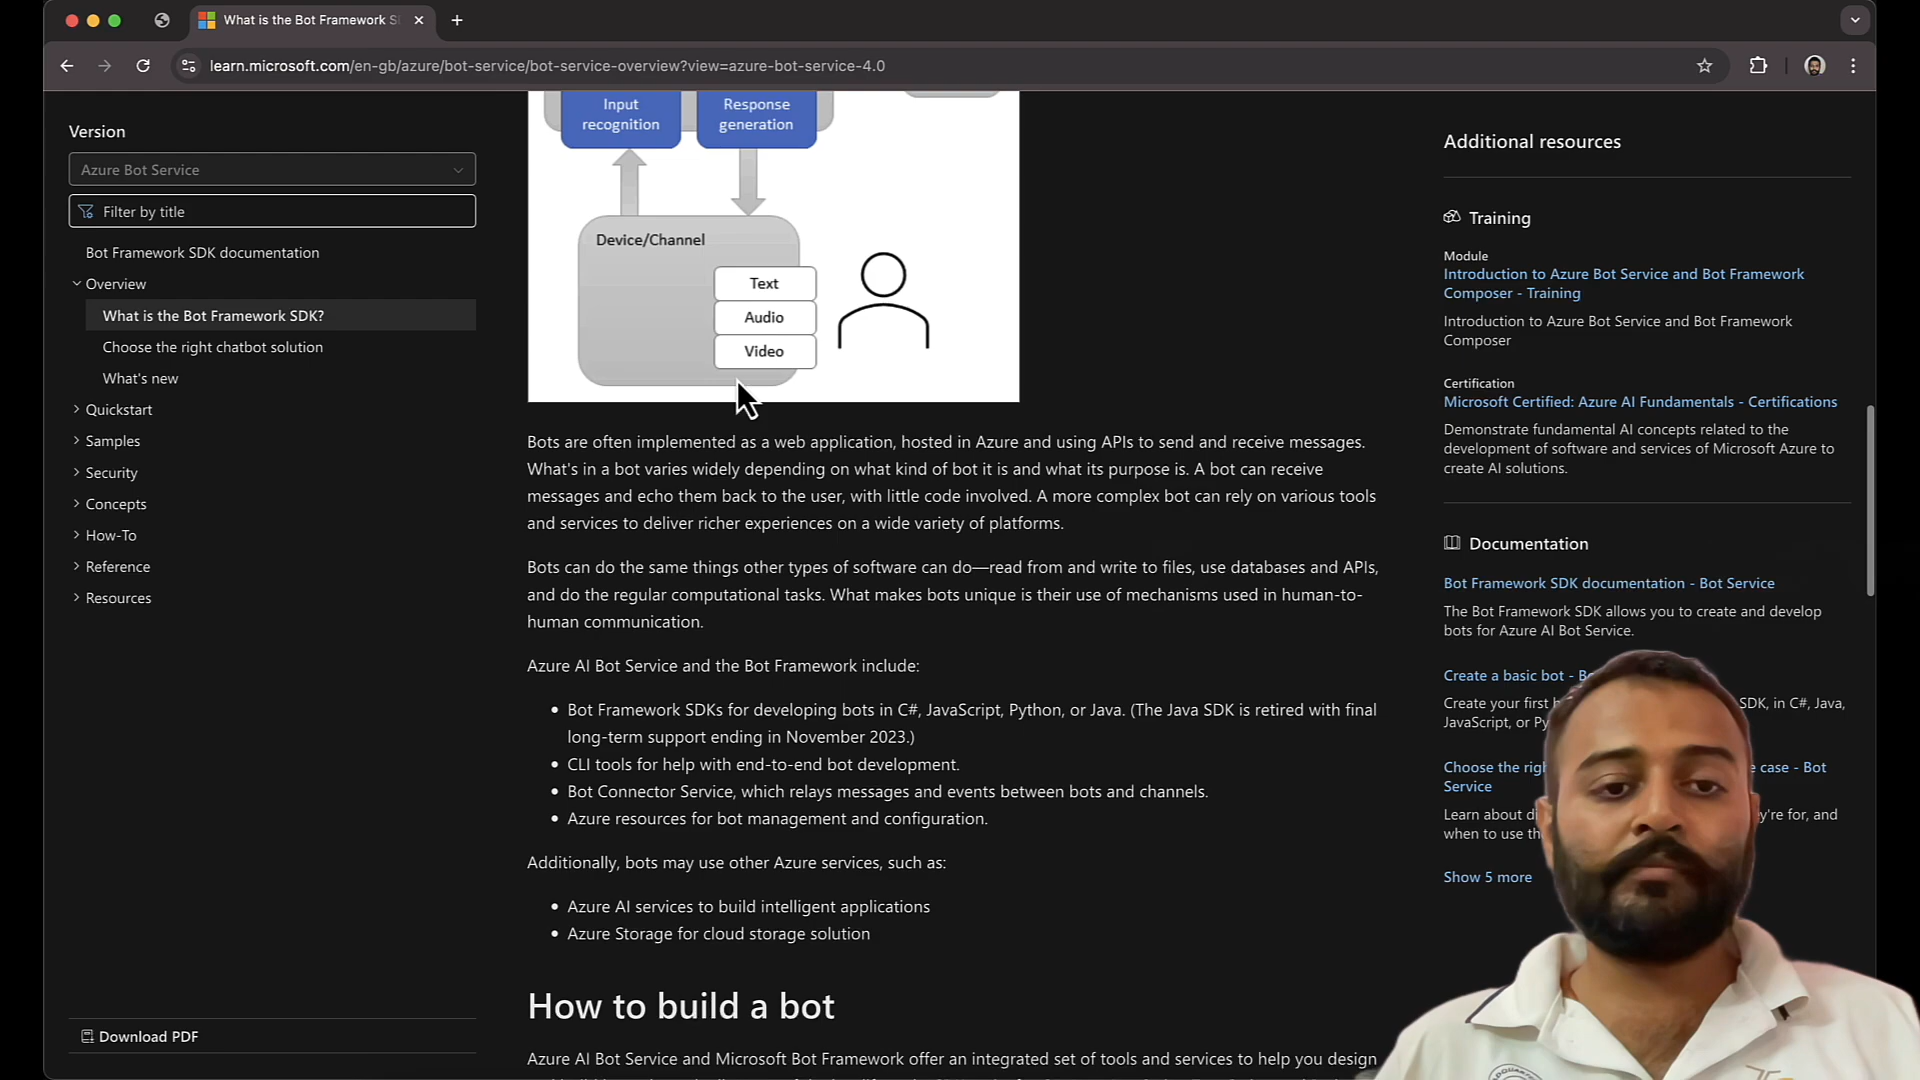 What is the Bot Framework S
learn.microsoft.com/en-gb/azure/bot-service/bot-service-overview?view=azure-bot-service-4.0
Version
Azure Bot Service
Filter by title
Bot Framework SDK documentation
Overview
What is the Bot Framework SDK?
Choose the right chatbot solution
What's new
Quickstart
Samples
Security
Concepts
How-To
Reference
Resources
Download PDF
Input
recognition
Response
generation
Device/Channel
Text
Audio
Video
Bots are often implemented as a web application, hosted in Azure and using APIs to send and receive messages.
What's in a bot varies widely depending on what kind of bot it is and what its purpose is. A bot can receive
messages and echo them back to the user, with little code involved. A more complex bot can rely on various tools
and services to deliver richer experiences on a wide variety of platforms.
Bots can do the same things other types of software can do—read from and write to files, use databases and APIs,
and do the regular computational tasks. What makes bots unique is their use of mechanisms used in human-to-
human communication.
Azure AI Bot Service and the Bot Framework include:
• Bot Framework SDKs for developing bots in C#, JavaScript, Python, or Java. (The Java SDK is retired with final
long-term support ending in November 2023.)
• CLI tools for help with end-to-end bot development.
• Bot Connector Service, which relays messages and events between bots and channels.
• Azure resources for bot management and configuration.
Additionally, bots may use other Azure services, such as:
• Azure AI services to build intelligent applications
• Azure Storage for cloud storage solution
How to build a bot
Azure AI Bot Service and Microsoft Bot Framework offer an integrated set of tools and services to help you design
Additional resources
Training
Module
Introduction to Azure Bot Service and Bot Framework
Composer - Training
Introduction to Azure Bot Service and Bot Framework
Composer
Certification
Microsoft Certified: Azure AI Fundamentals - Certifications
Demonstrate fundamental AI concepts related to the
development of software and services of Microsoft Azure to
create AI solutions.
Documentation
Bot Framework SDK documentation - Bot Service
The Bot Framework SDK allows you to create and develop
bots for Azure AI Bot Service.
Create a basic bot - B
Create your first SDK, in C#, Java,
JavaScript, or Py
Choose the righ case - Bot
Service
Learn about di y're for, and
when to use th
Show 5 more